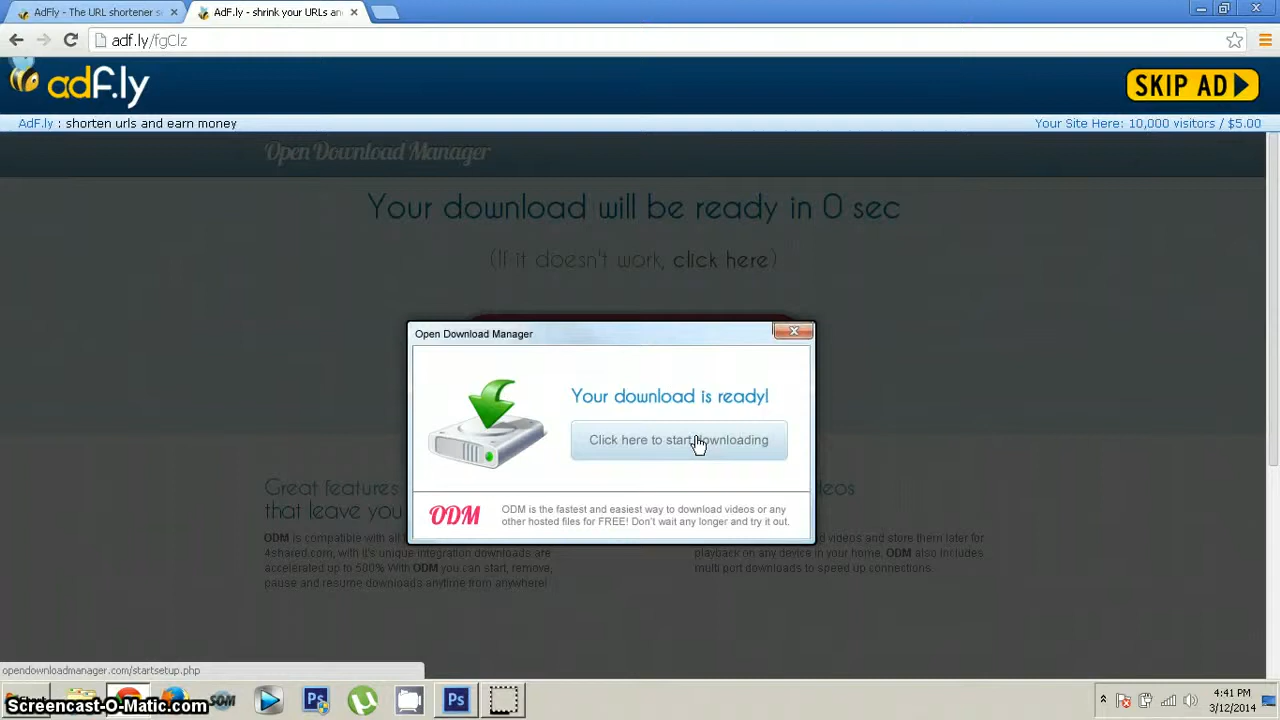 AdFly - The URL shortener s
AdF.ly - shrink your URLs an
adf.ly/fgClz
adf.ly
SKIP AD
AdF.ly : shorten urls and earn money
Your Site Here: 10,000 visitors / $5.00
Open Download Manager
Your download will be ready in 0 sec
(If it doesn't work, click here)
Open Download Manager
Your download is ready!
Click here to start downloading
ODM
ODM is the fastest and easiest way to download videos or any
other hosted files for FREE! Don't wait any longer and try it out.
Great features
that leave you
ODM is compatible with all
4shared.com, with it's unique integration downloads are
accelerated up to 500% With ODM you can start, remove,
pause and resume downloads anytime from anywhere!
deos
d videos and store them later for
playback on any device in your home. ODM also includes
multi port downloads to speed up connections.
opendownloadmanager.com/startsetup.php
SOM
Ps
Ps
4:41 PM
3/12/2014
Screencast-O-Matic.com